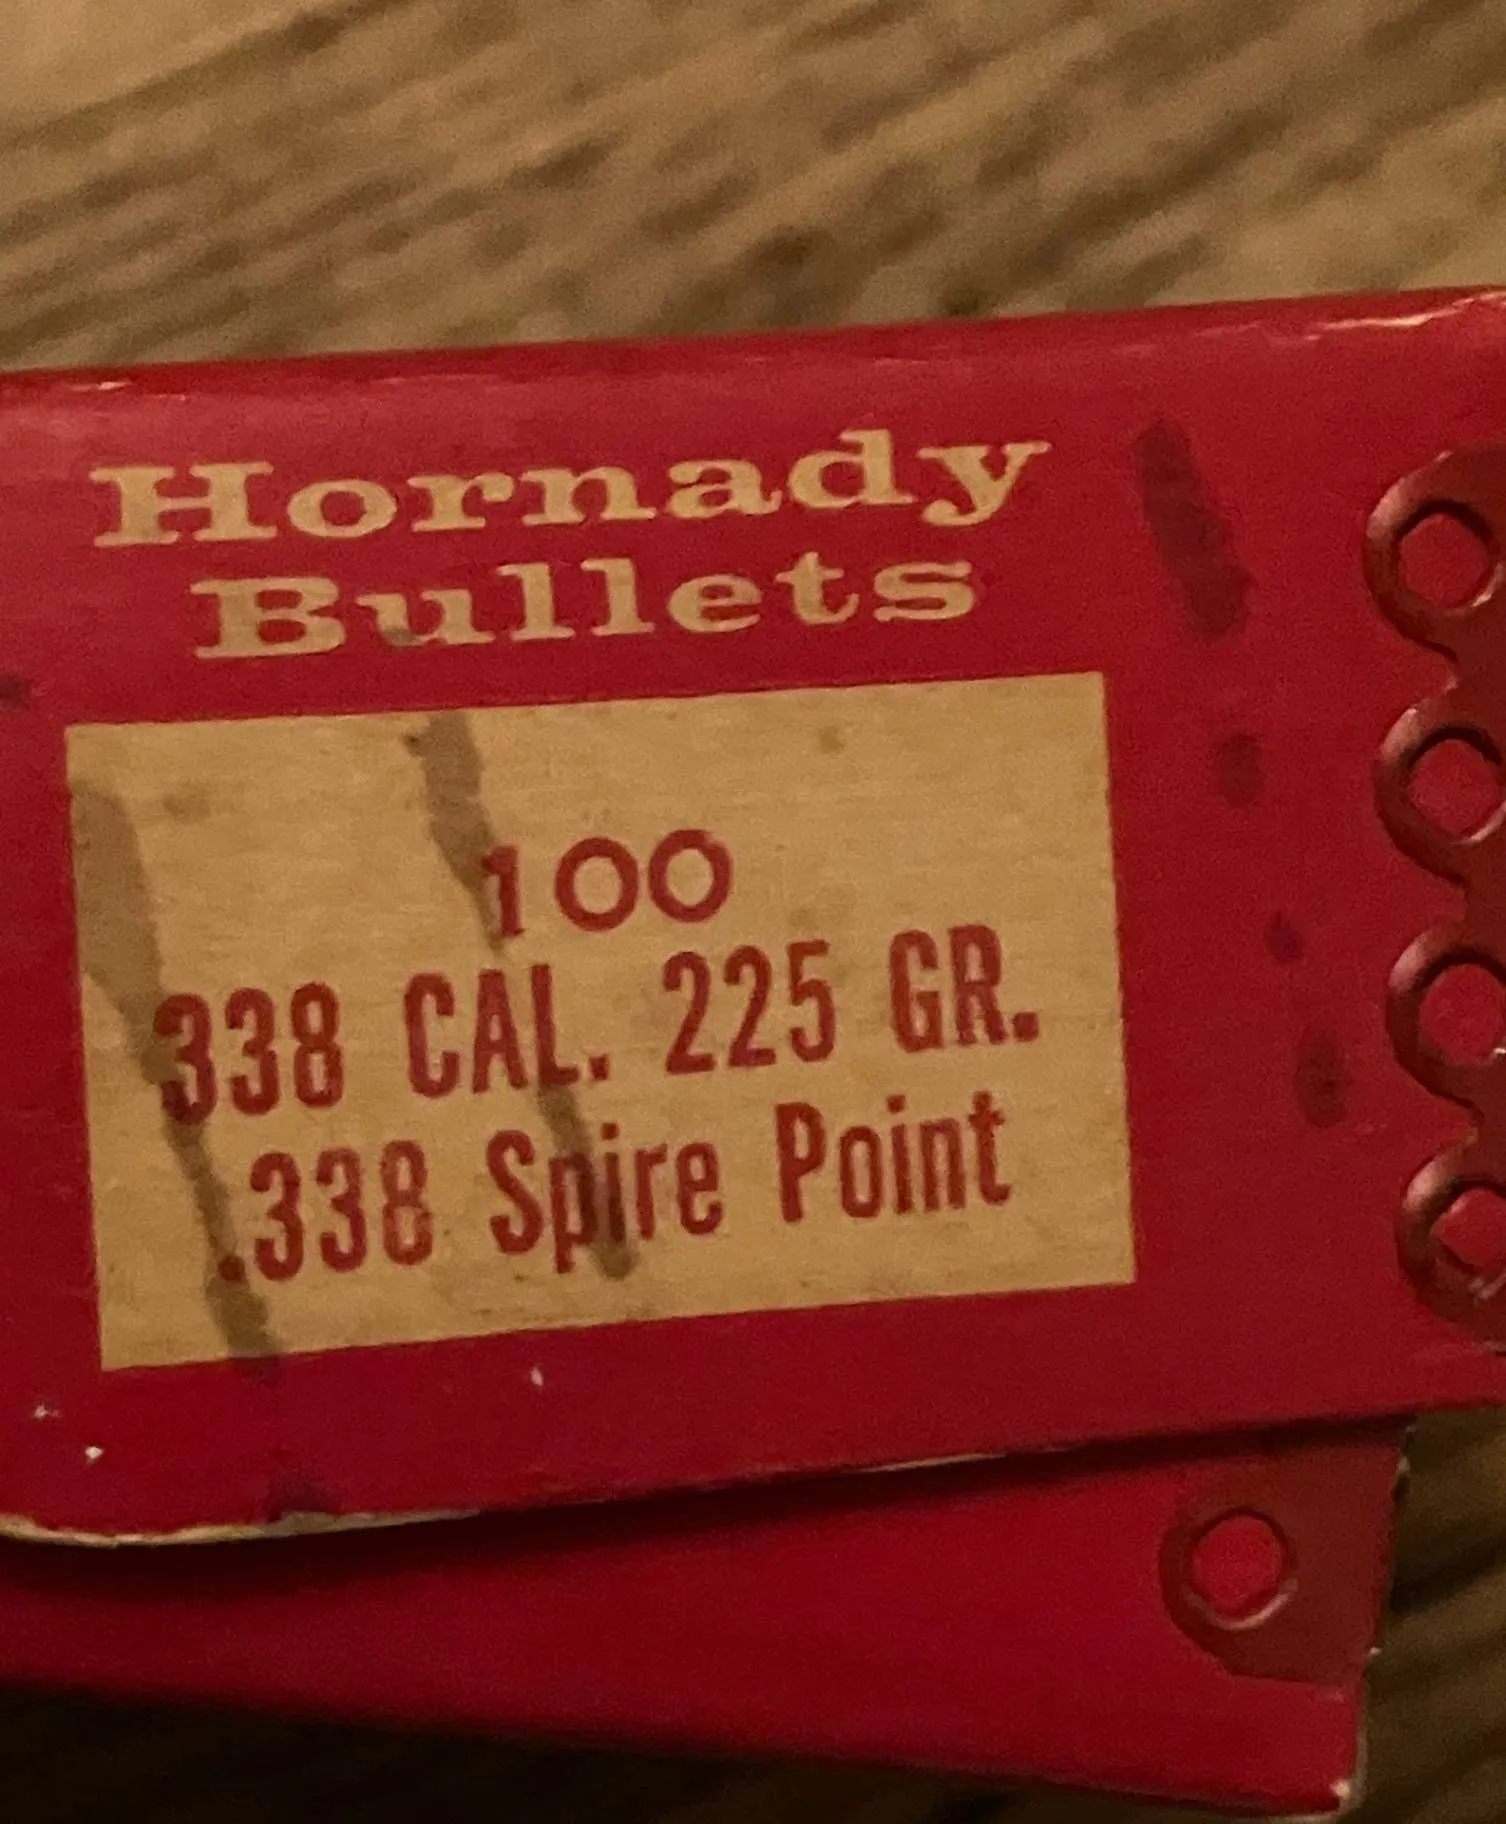 Hornady
Bullets
100
338 CAL. 225 GR.
.338 Spire Point